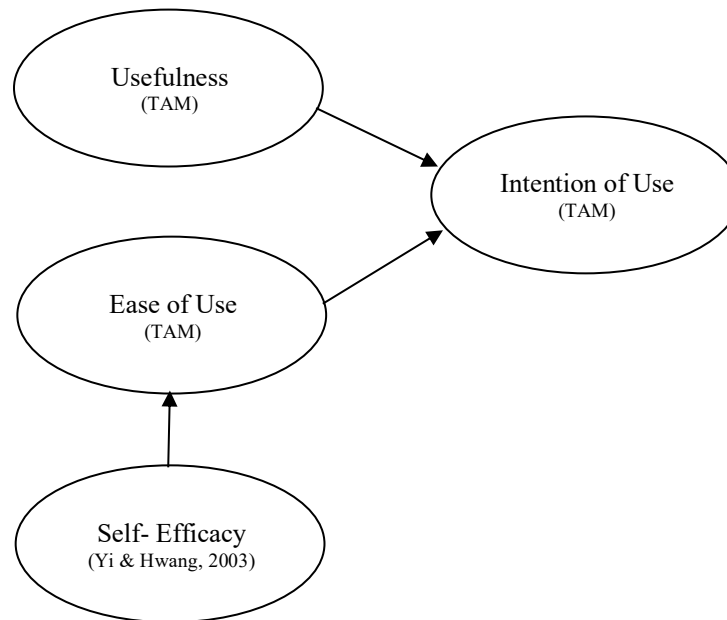 Usefulness
(TAM)
Intention of Use
(TAM)
Ease of Use
(TAM)
Self- Efficacy
(Yi & Hwang, 2003)